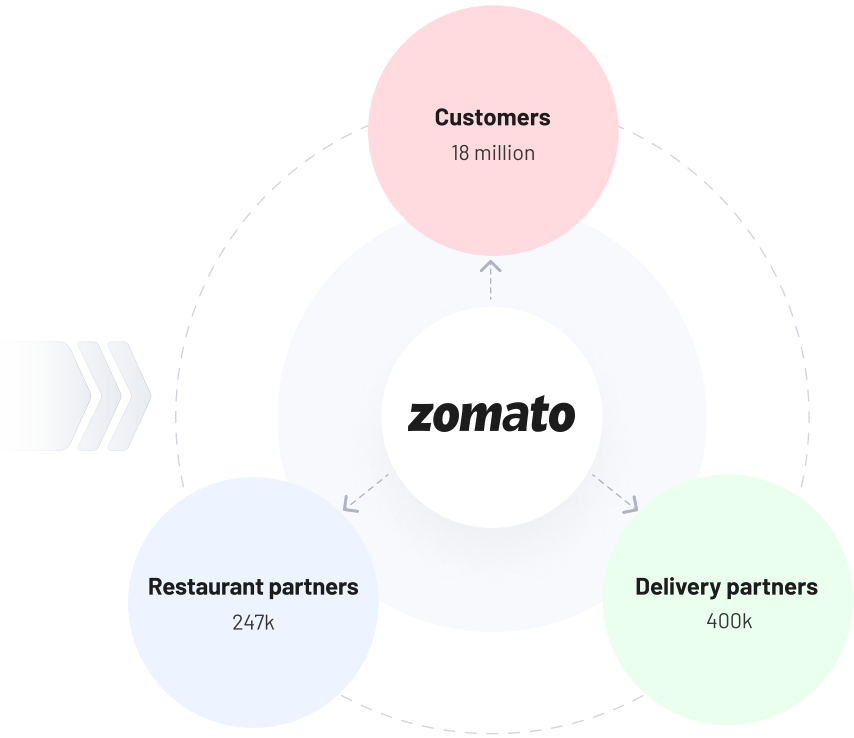 Customers
18 million
zomato
Restaurant partners
247k
Delivery partners
400k